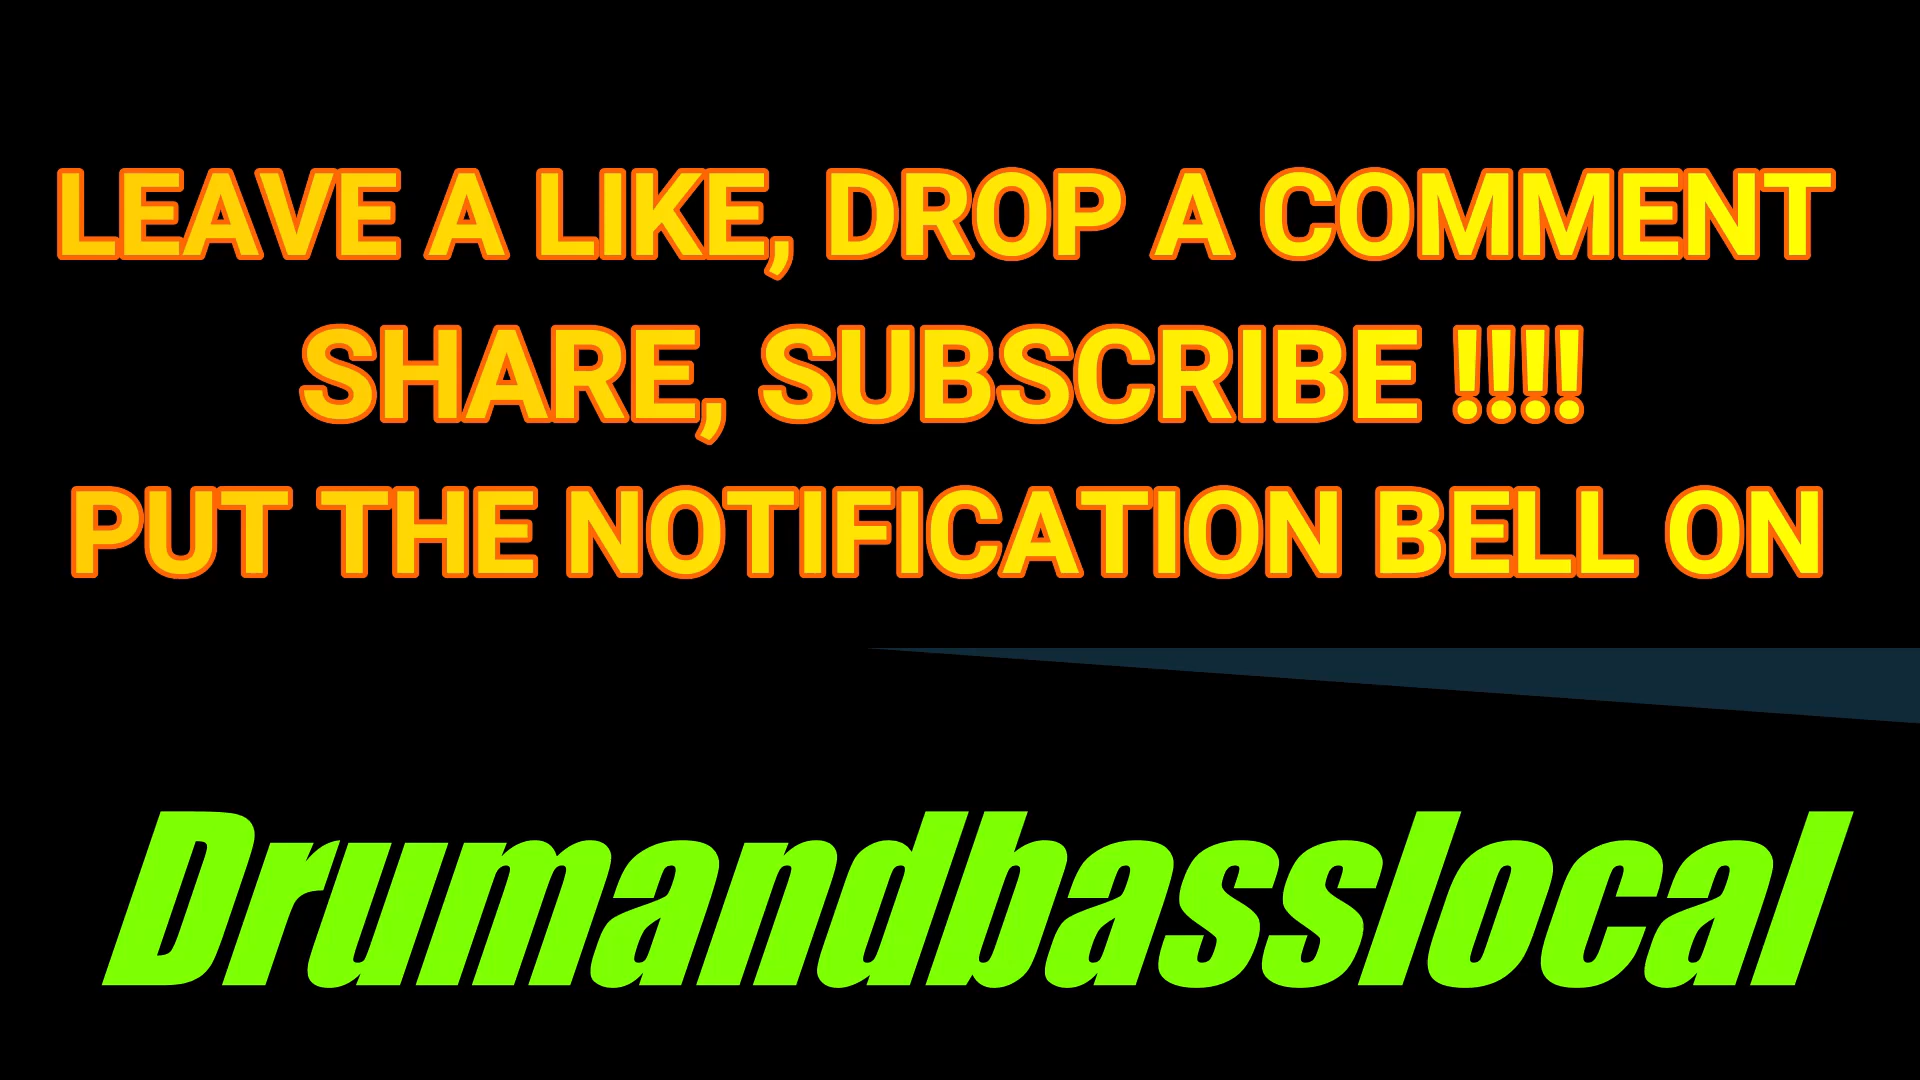 LEAVE A LIKE, DROP A COMMENT
SHARE, SUBSCRIBE !!!!
PUT THE NOTIFICATION BELL ON
Drumandbasslocal